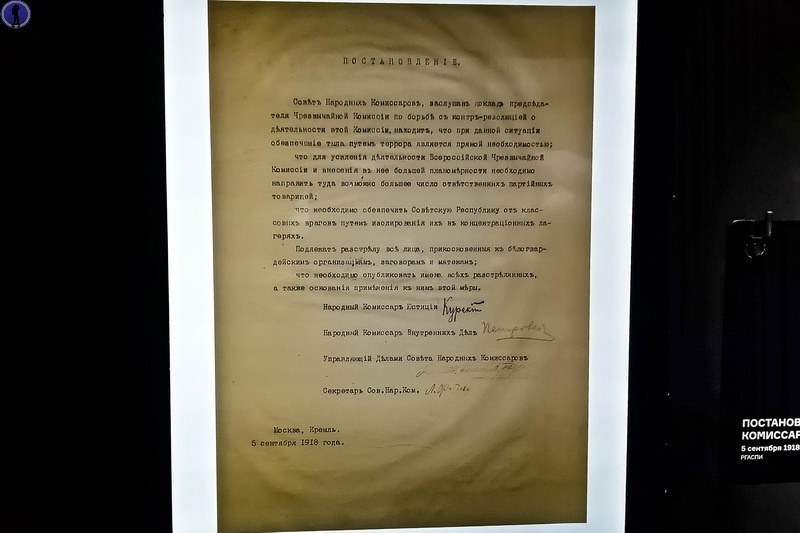 ПОСТАНОВЛЕНІЕ.
Совѣтъ Народныхъ Комиссаровъ, заслушавъ докладъ предсѣда-
теля Чрезвычайной Комиссіи по борьбѣ съ контръ-революціей о
дѣятельности этой Комиссіи, находитъ, что при данной ситуаціи
обезпеченіе тыла путемъ террора является прямой необходимостью;
что для усиленія дѣятельности Всероссійской Чрезвычайной
Комиссіи и внесенія въ нее большей планомѣрности необходимо
направить туда возможно большее число отвѣтственныхъ партійныхъ
товарищей;
что необходимо обезпечить Совѣтскую Республику отъ клас-
совыхъ враговъ путемъ изолированія ихъ въ концентраціонныхъ ла-
геряхъ.
Подлежатъ разстрѣлу всѣ лица, прикосновенныя къ бѣлогвар-
дейскимъ организаціямъ, заговорамъ и мятежамъ;
что необходимо опубликовать имена всѣхъ разстрѣлянныхъ,
а также основанія примѣненія къ нимъ этой мѣры.
Народный Комиссаръ Юстиціи Курскій
Народный Комиссаръ Внутреннихъ Дѣлъ Петровскій
Управляющій Дѣлами Совѣта Народныхъ Комиссаровъ
Секретарь Сов.Нар.Ком.
Москва, Кремль.
5 сентября 1918 года.
ПОСТАНОВ
КОМИССАР
5 сентября 1918
РГАСПИ